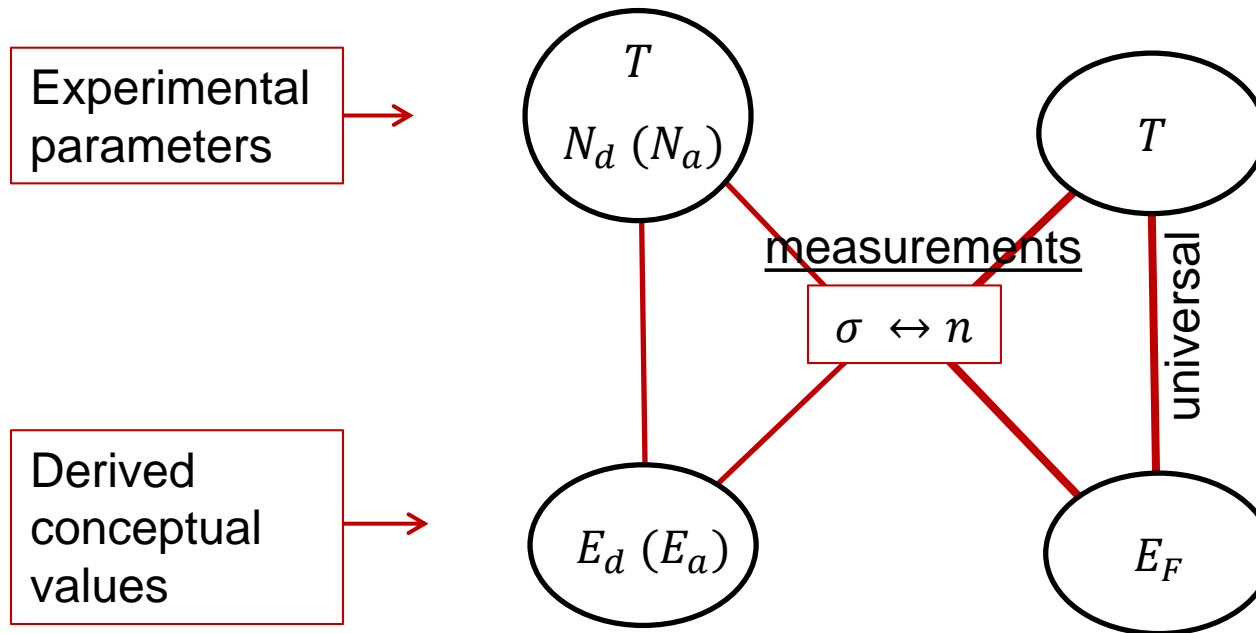 Experimental
parameters
T
N_d (N_a)
T
measurements
σ ↔ n
universal
Derived
conceptual
values
E_d (E_a)
E_F